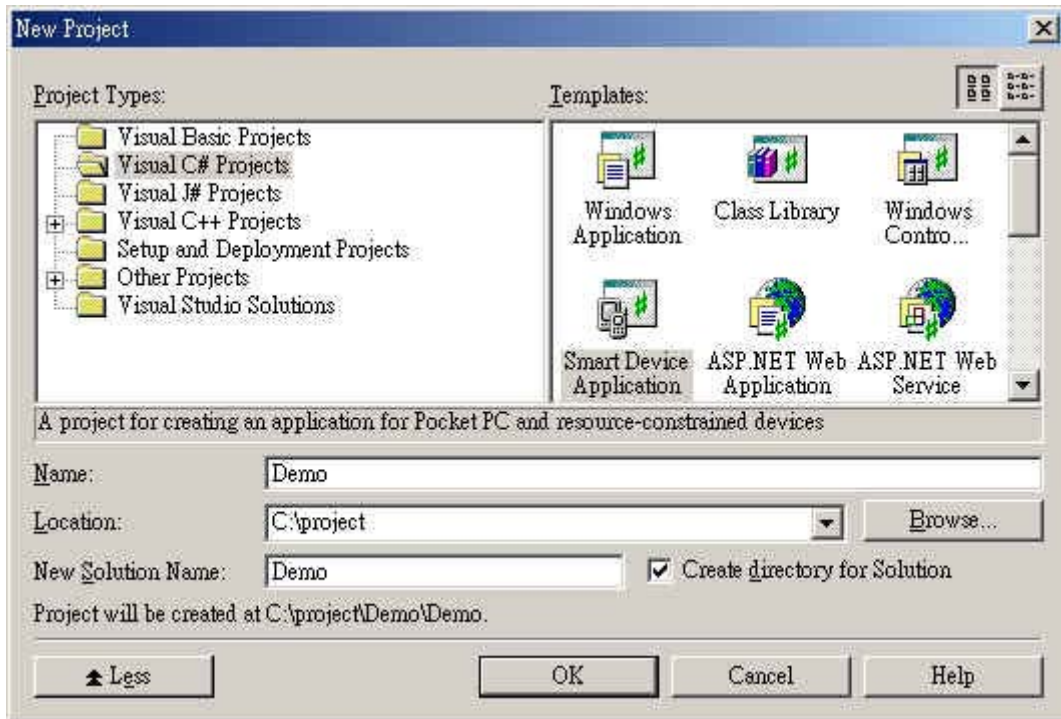 New Project
Project Types:
Templates:
Visual Basic Projects
Visual C# Projects
Visual J# Projects
Visual C++ Projects
Setup and Deployment Projects
Other Projects
Visual Studio Solutions
Windows
Application
Class Library
Windows
Contro...
Smart Device
Application
ASP.NET Web
Application
ASP.NET Web
Service
A project for creating an application for Pocket PC and resource-constrained devices
Name:
Demo
Location:
C:\project
Browse...
New Solution Name:
Demo
Create directory for Solution
Project will be created at C:\project\Demo\Demo.
Less
OK
Cancel
Help